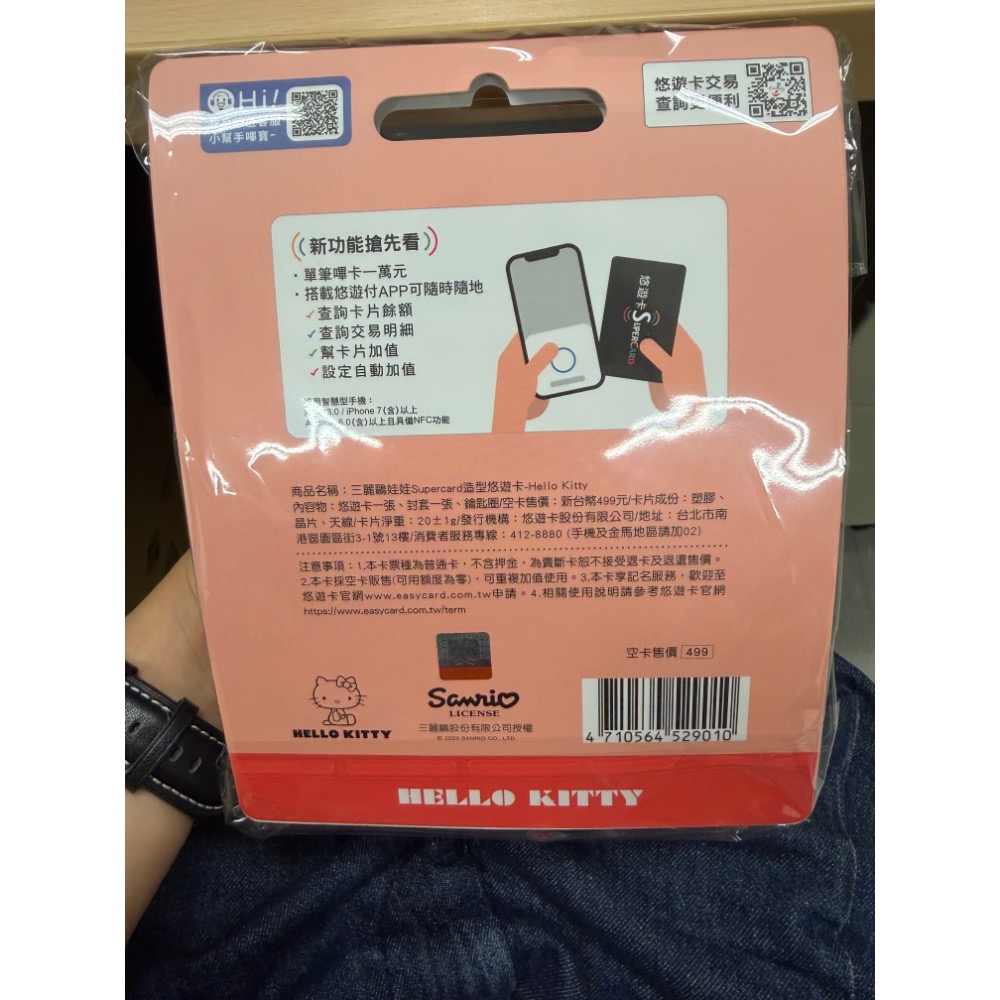 Hi!
小幫手嗶寶~
悠遊卡交易
查詢 便利
新功能搶先看
・單筆嗶卡一萬元
・搭載悠遊付APP可隨時隨地
✓查詢卡片餘額
✓查詢交易明細
✓幫卡片加值
✓設定自動加值
用智慧型手機：
3.0 / iPhone 7(含)以上
6.0(含)以上且具備NFC功能
悠遊卡
SUPERCARD
商品名稱：三麗鷗娃娃Supercard造型悠遊卡-Hello Kitty
內容物：悠遊卡一張、封套一張、鑰匙圈/空卡售價：新台幣499元/卡片成份：塑膠、
晶片、天線/卡片淨重：20±1g/發行機構：悠遊卡股份有限公司/地址：台北市南
港區園區街3-1號13樓/消費者服務專線：412-8880 (手機及金馬地區請加02)
注意事項：1.本卡票種為普通卡，不含押金，為賣斷卡恕不接受退卡及退還售價。
2.本卡採空卡販售(可用額度為零)，可重複加值使用。3.本卡享記名服務，歡迎至
悠遊卡官網www.easycard.com.tw申請。4.相關使用說明請參考悠遊卡官網
https://www.easycard.com.tw/term
空卡售價 499
HELLO KITTY
Sanrio
LICENSE
三麗鷗股份有限公司授權
© 2025 SANRIO CO., LTD.
4 710564 529010
HELLO KITTY